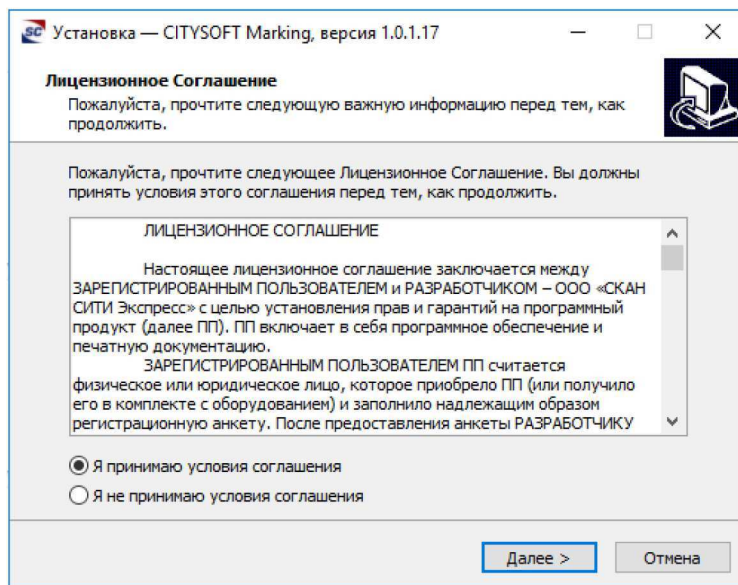 SC Установка — CITYSOFT Marking, версия 1.0.1.17
Лицензионное Соглашение
Пожалуйста, прочтите следующую важную информацию перед тем, как
продолжить.
Пожалуйста, прочтите следующее Лицензионное Соглашение. Вы должны
принять условия этого соглашения перед тем, как продолжить.
ЛИЦЕНЗИОННОЕ СОГЛАШЕНИЕ
Настоящее лицензионное соглашение заключается между
ЗАРЕГИСТРИРОВАННЫМ ПОЛЬЗОВАТЕЛЕМ и РАЗРАБОТЧИКОМ – ООО «СКАН
СИТИ Экспресс» с целью установления прав и гарантий на программный
продукт (далее ПП). ПП включает в себя программное обеспечение и
печатную документацию.
ЗАРЕГИСТРИРОВАННЫМ ПОЛЬЗОВАТЕЛЕМ ПП считается
физическое или юридическое лицо, которое приобрело ПП (или получило
его в комплекте с оборудованием) и заполнило надлежащим образом
регистрационную анкету. После предоставления анкеты РАЗРАБОТЧИКУ
Я принимаю условия соглашения
Я не принимаю условия соглашения
Далее >
Отмена